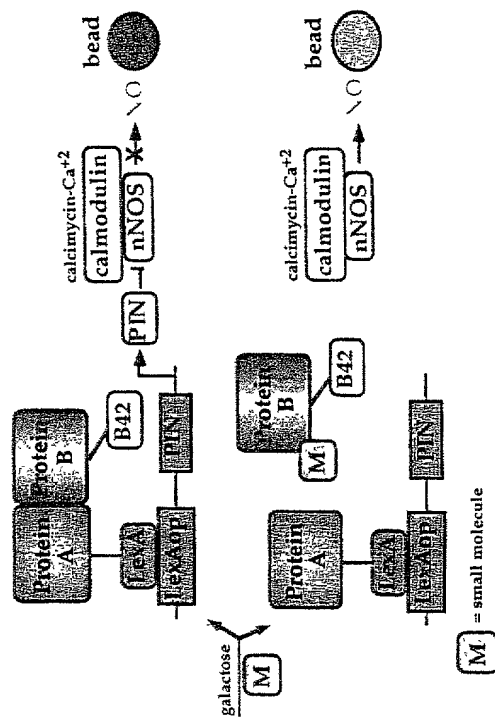 galactose
M
Protein
A
Protein
B
B42
LexA
LexAop
PIN
PIN
calcimycin-Ca+2
calmodulin
nNOS
X
NO
bead
Protein
A
LexA
LexAop
PIN
M
Protein
B
B42
calcimycin-Ca+2
calmodulin
nNOS
NO
bead
M = small molecule